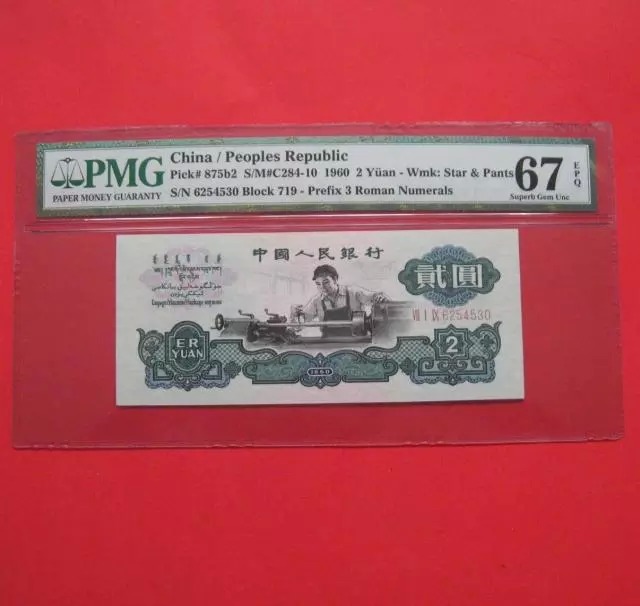 PMG
PAPER MONEY GUARANTY
China / Peoples Republic
Pick# 875b2 S/M#C284-10 1960 2 Yüan - Wmk: Star & Pants
S/N 6254530 Block 719 - Prefix 3 Roman Numerals
67
EPQ
Superb Gem Unc
中國人民銀行
貳圓
VII I IX 6254530
ER
YUAN
1960
2